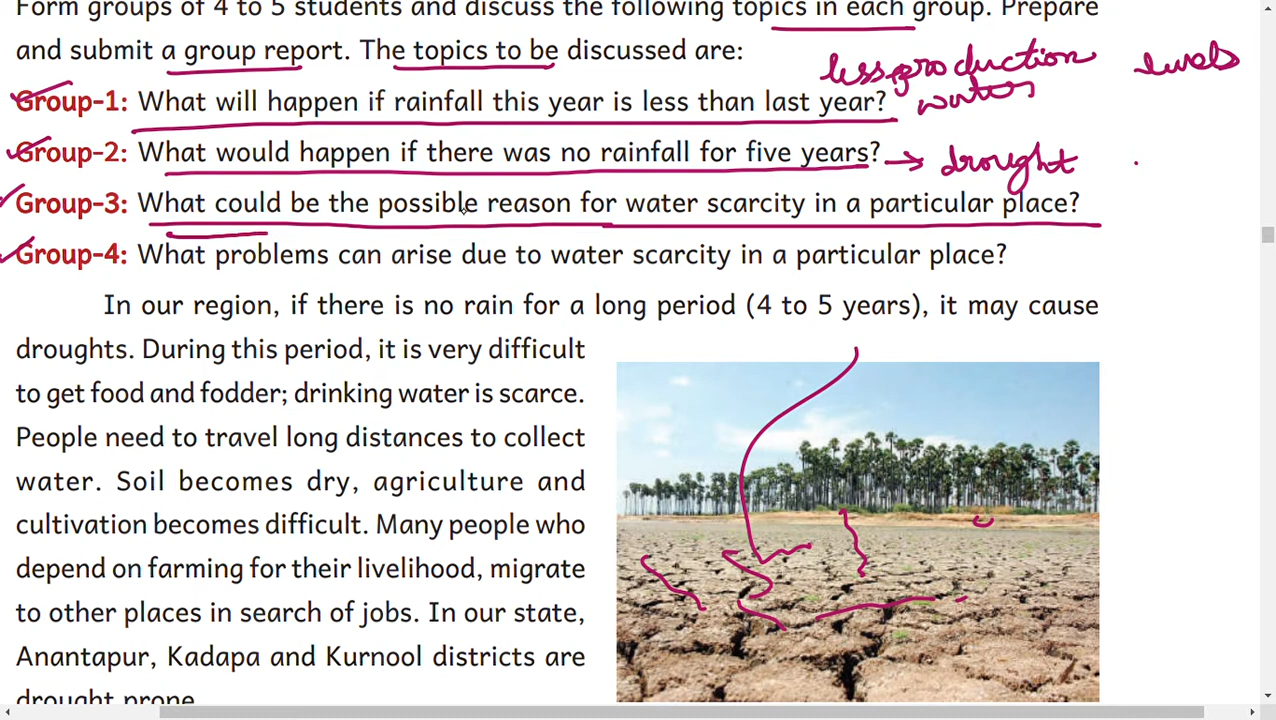 Form groups of 4 to 5 students and discuss the following topics in each group. Prepare
and submit a group report. The topics to be discussed are:
less production levels
water
Group-1: What will happen if rainfall this year is less than last year?
Group-2: What would happen if there was no rainfall for five years? → drought
Group-3: What could be the possible reason for water scarcity in a particular place?
Group-4: What problems can arise due to water scarcity in a particular place?
In our region, if there is no rain for a long period (4 to 5 years), it may cause
droughts. During this period, it is very difficult
to get food and fodder; drinking water is scarce.
People need to travel long distances to collect
water. Soil becomes dry, agriculture and
cultivation becomes difficult. Many people who
depend on farming for their livelihood, migrate
to other places in search of jobs. In our state,
Anantapur, Kadapa and Kurnool districts are
drought prone